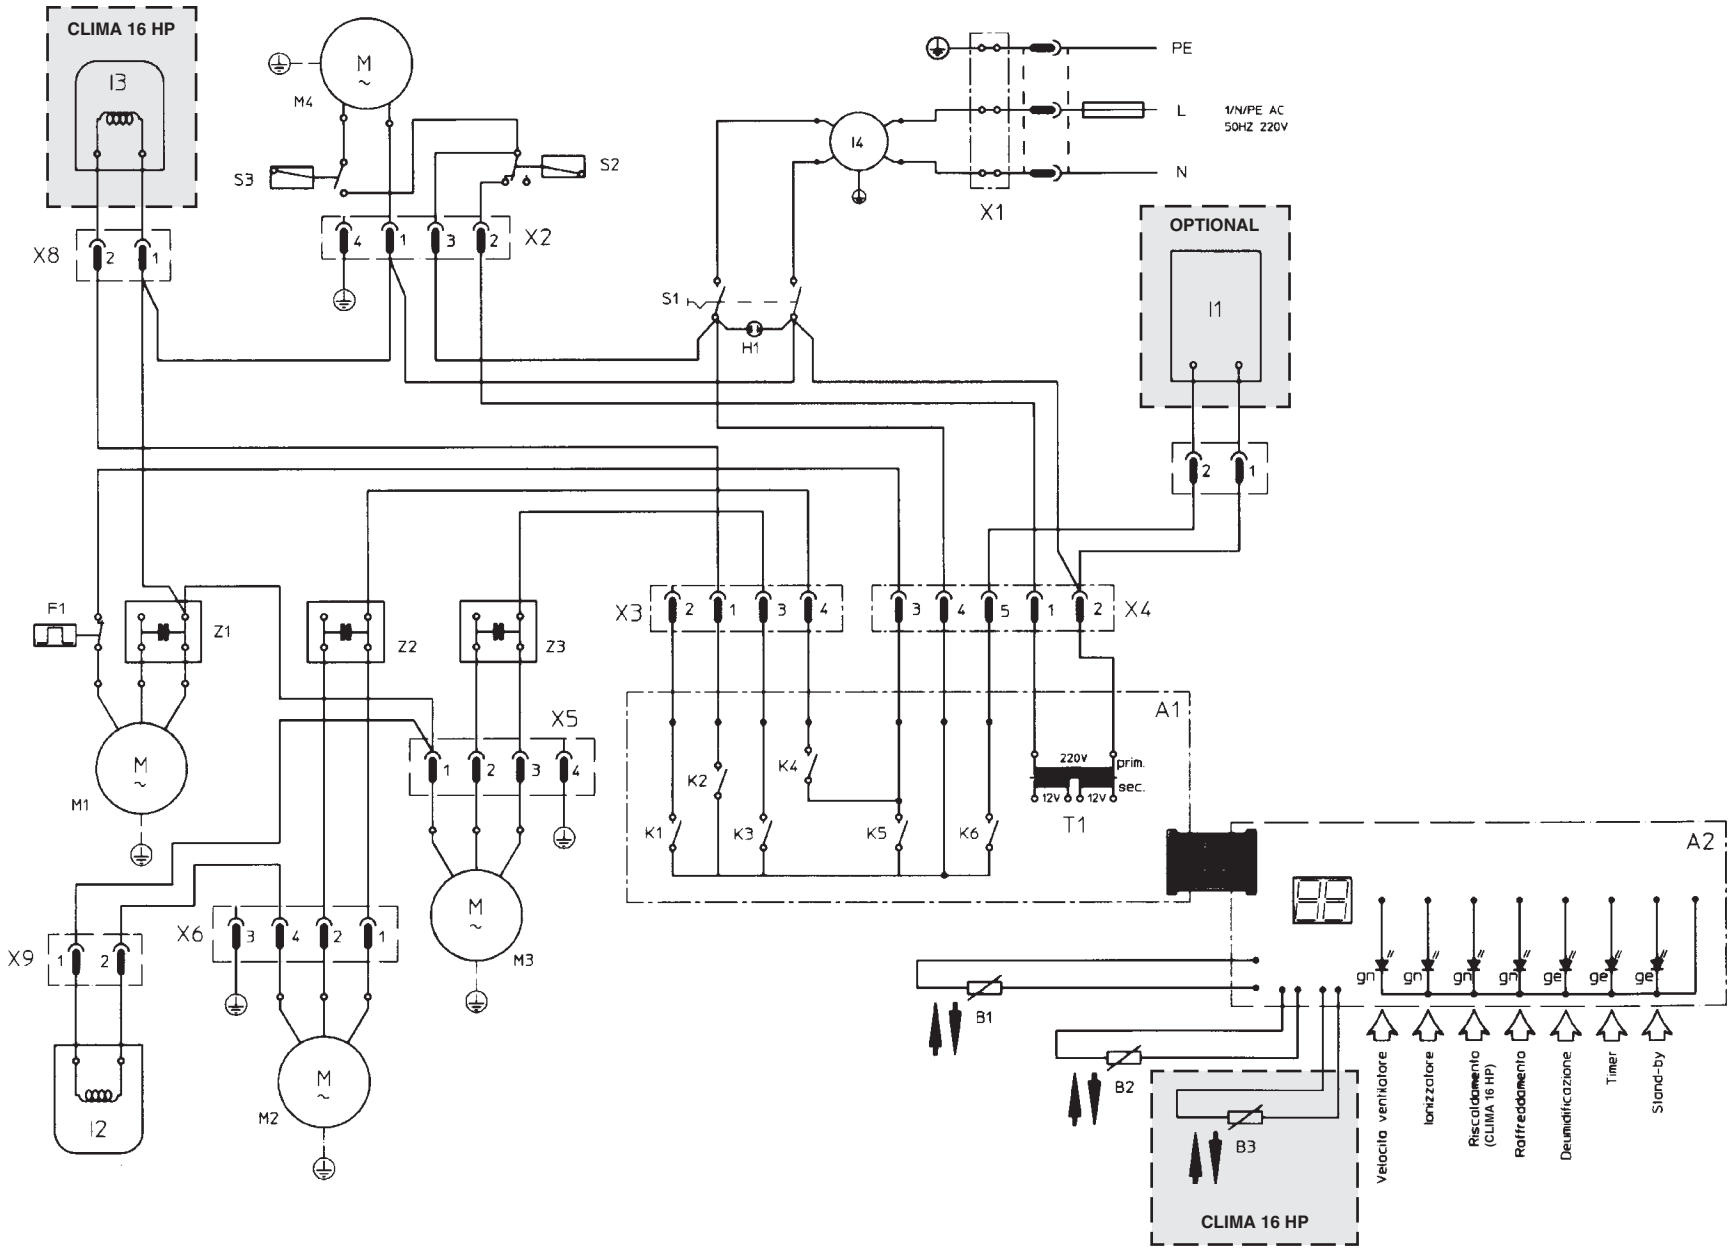 CLIMA 16 HP
I3
M
~
M4
S3
S2
X8
2
1
4
1
3
2
X2
PE
L
N
1/N/PE AC
50HZ 220V
I4
X1
S1
H1
OPTIONAL
I1
2
1
F1
Z1
Z2
Z3
X3
2
1
3
4
3
4
5
1
2
X4
A1
M
~
M1
X5
1
2
3
4
K1
K2
K3
K4
K5
K6
220V
prim.
sec.
12V
12V
T1
A2
X9
1
2
X6
3
4
2
1
M
~
M3
I2
M
~
M2
gn
gn
gn
gn
ge
ge
ge
B1
B2
B3
CLIMA 16 HP
Velocita ventilatore
Ionizzatore
Riscaldamento
(CLIMA 16 HP)
Raffreddamento
Deumidificazione
Timer
Stand-by